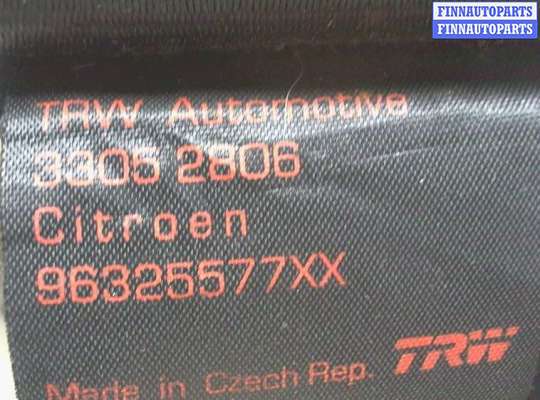 FINNAUTOPARTS
FINNAUTOPARTS
TRW Automotive
3305 2806
Citroen
96325577XX
TRW
Made in Czech Rep.